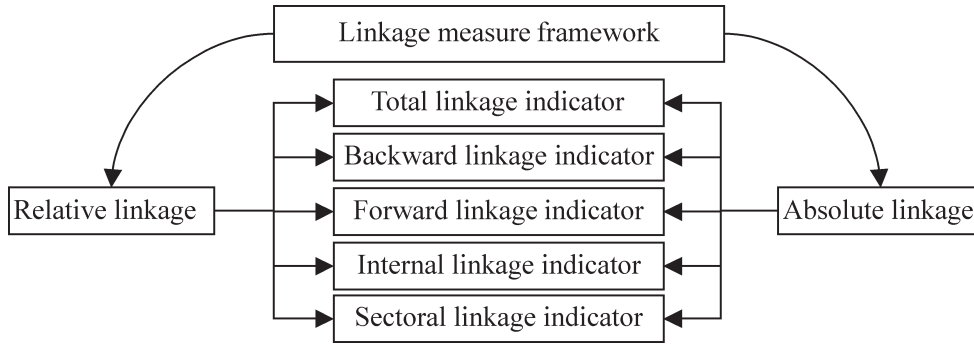 Linkage measure framework
Total linkage indicator
Backward linkage indicator
Relative linkage
Forward linkage indicator
Absolute linkage
Internal linkage indicator
Sectoral linkage indicator